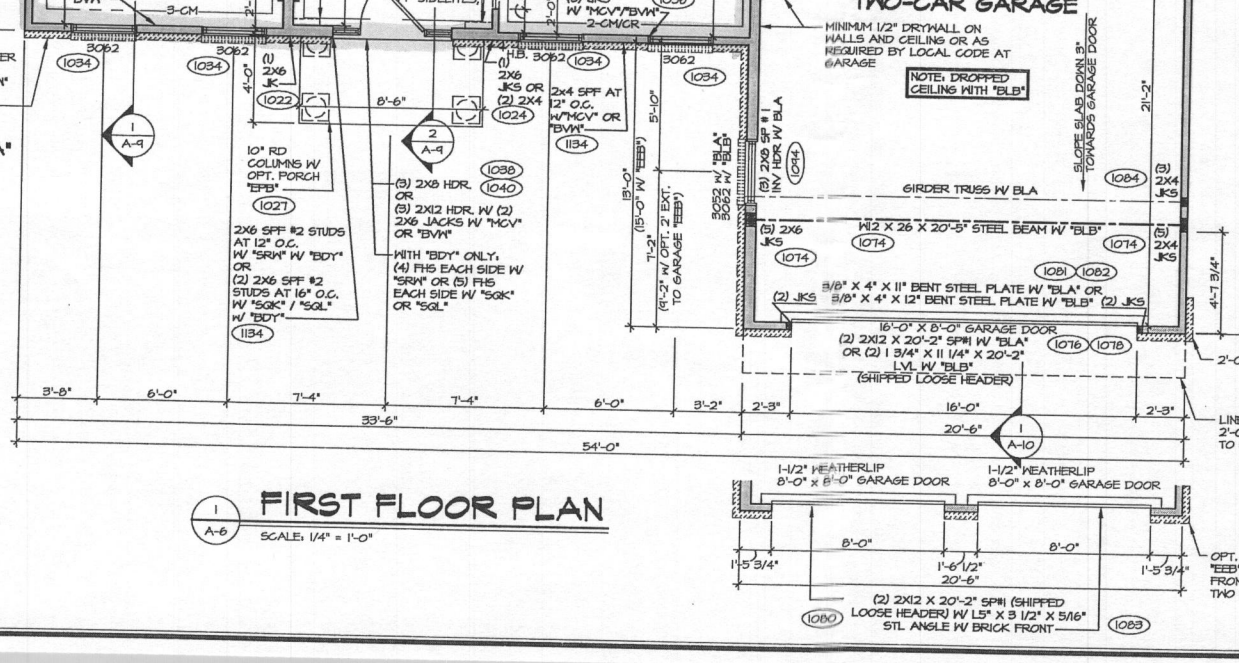 3-CM
SIDELITES,
W/ "MCV"/"BVW"
2-CM/CR
TWO-CAR GARAGE
MINIMUM 1/2" DRYWALL ON
WALLS AND CEILING OR AS
REQUIRED BY LOCAL CODE AT
GARAGE
NOTE: DROPPED
CEILING WITH "BLB"
SLOPE SLAB DOWN 3"
TOWARDS GARAGE DOOR
21'-2"
3062
3062
H.B.
3062
3062
1034
1034
1034
1034
4'-0"
(1)
2X6
JK
1022
8'-6"
(1)
2X6
JKS OR
(2) 2X4
1024
2x4 SPF AT
12" O.C.
W/"MCV" OR
"BVW"
1134
1
A-9
2
A-9
10" RD
COLUMNS W/
OPT. PORCH
"EPB"
1027
1038
1040
(3) 2X8 HDR.
OR
(3) 2X12 HDR. W/ (2)
2X6 JACKS W/ "MCV"
OR "BVW"
WITH "BDY" ONLY:
(4) FHS EACH SIDE W/
"SRW" OR (5) FHS
EACH SIDE W/ "SGK"
OR "SGL"
2X6 SPF #2 STUDS
AT 12" O.C.
W/ "SRW" W/ "BDY"
OR
(2) 2X6 SPF #2
STUDS AT 16" O.C.
W/ "SGK" / "SGL"
W/ "BDY"
1134
5'-10"
13'-0"
(15'-0" W/ "EEB")
7'-2"
(9'-2" W/ OPT. 2' EXT.
TO GARAGE "EEB")
3052 W/ "BLA"
3062 W/ "BLB"
(3) 2X8 SP # 1
INV HDR W/ BLA
1094
1084
(3)
2X4
JKS
GIRDER TRUSS W/ BLA
W12 X 26 X 20'-5" STEEL BEAM W/ "BLB"
(5) 2X6
JKS
1074
1074
1074
(5)
2X4
JKS
1081
1082
3/8" X 4" X 11" BENT STEEL PLATE W/ "BLA" OR
3/8" X 4" X 12" BENT STEEL PLATE W/ "BLB"
(2) JKS
(2) JKS
4'-7 3/4"
16'-0" X 8'-0" GARAGE DOOR
(2) 2X12 X 20'-2" SP#1 W/ "BLA"
OR (2) 1 3/4" X 11 1/4" X 20'-2"
LVL W/ "BLB"
(SHIPPED LOOSE HEADER)
1076
1078
3'-8"
6'-0"
7'-4"
7'-4"
6'-0"
3'-2"
2'-3"
16'-0"
2'-3"
33'-6"
20'-6"
54'-0"
1
A-10
1
A-6
FIRST FLOOR PLAN
SCALE: 1/4" = 1'-0"
1-1/2" WEATHERLIP
8'-0" X 8'-0" GARAGE DOOR
1-1/2" WEATHERLIP
8'-0" X 8'-0" GARAGE DOOR
1'-5 3/4"
8'-0"
1'-6 1/2"
8'-0"
1'-5 3/4"
20'-6"
1080
(2) 2X12 X 20'-2" SP#1 (SHIPPED
LOOSE HEADER) W/ L5" X 3 1/2" X 5/16"
STL ANGLE W/ BRICK FRONT
1083
OPT.
"EEB"
FRO
TWO